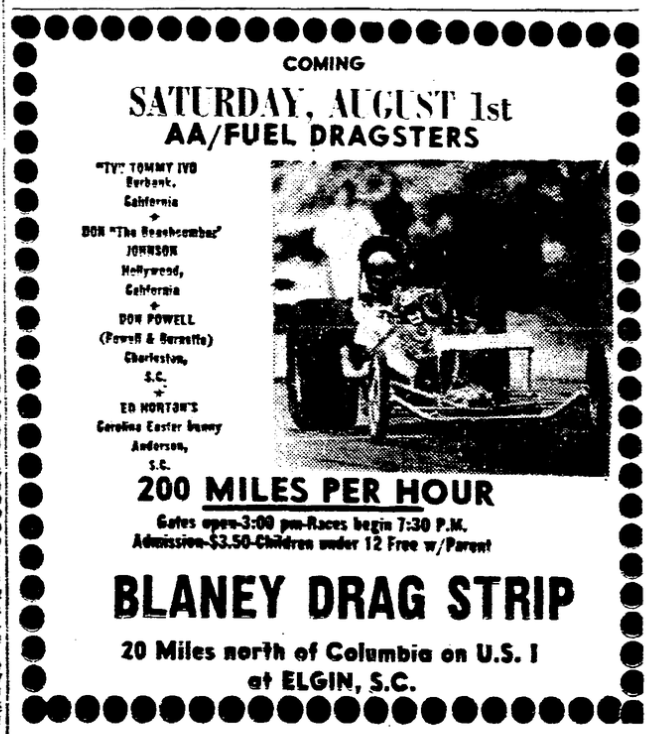 COMING
SATURDAY, AUGUST 1st
AA/FUEL DRAGSTERS
"TV" TOMMY IVO
Burbank,
California
+
DON "The Beachcomber"
JOHNSON
Hollywood,
California
+
DON POWELL
(Powell & Burnette)
Charleston,
S.C.
+
ED NORTON'S
Carolina Easter bunny
Anderson,
S.C.
200 MILES PER HOUR
Gates open-3:00 pm-Races begin 7:30 P.M.
Admission-$3.50-Children under 12 Free w/Parent
BLANEY DRAG STRIP
20 Miles north of Columbia on U.S. I
at ELGIN, S.C.